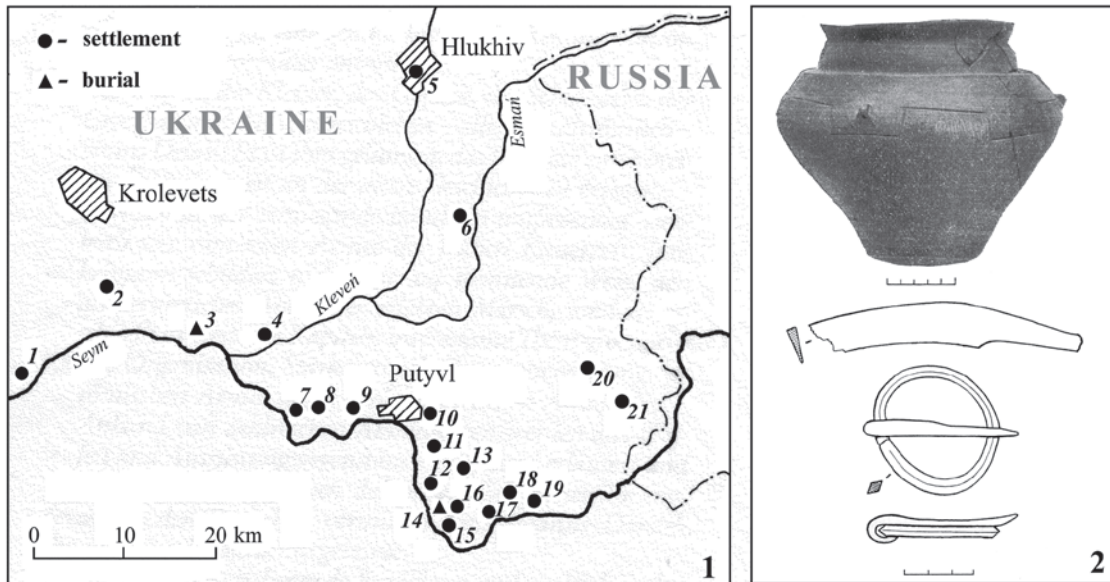 ● – settlement
▲ – burial
Hlukhiv
5
RUSSIA
UKRAINE
Esmań
Krolevets
6
2
Kleveń
3
4
1
Seym
Putyvl
20
7
8
9
10
21
11
13
12
18
16
17
19
14
15
0
10
20 km
1
2